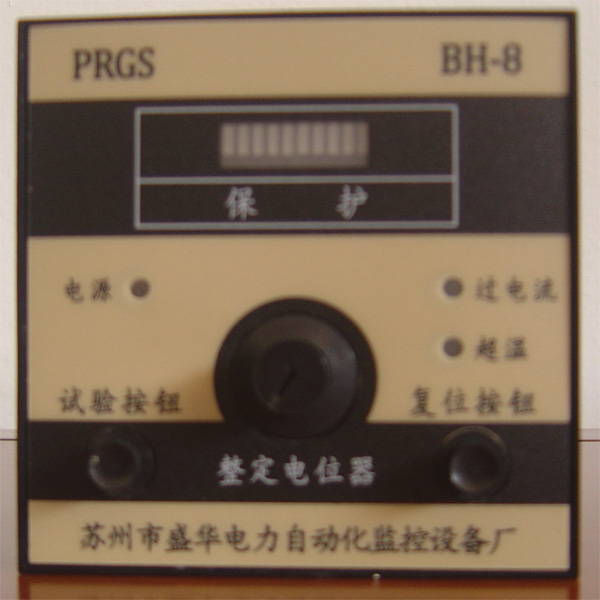 PRGS BH-8
保 护
电源 过电流
超温
试验按钮 复位按钮
整定电位器
苏州市盛华电力自动化监控设备厂